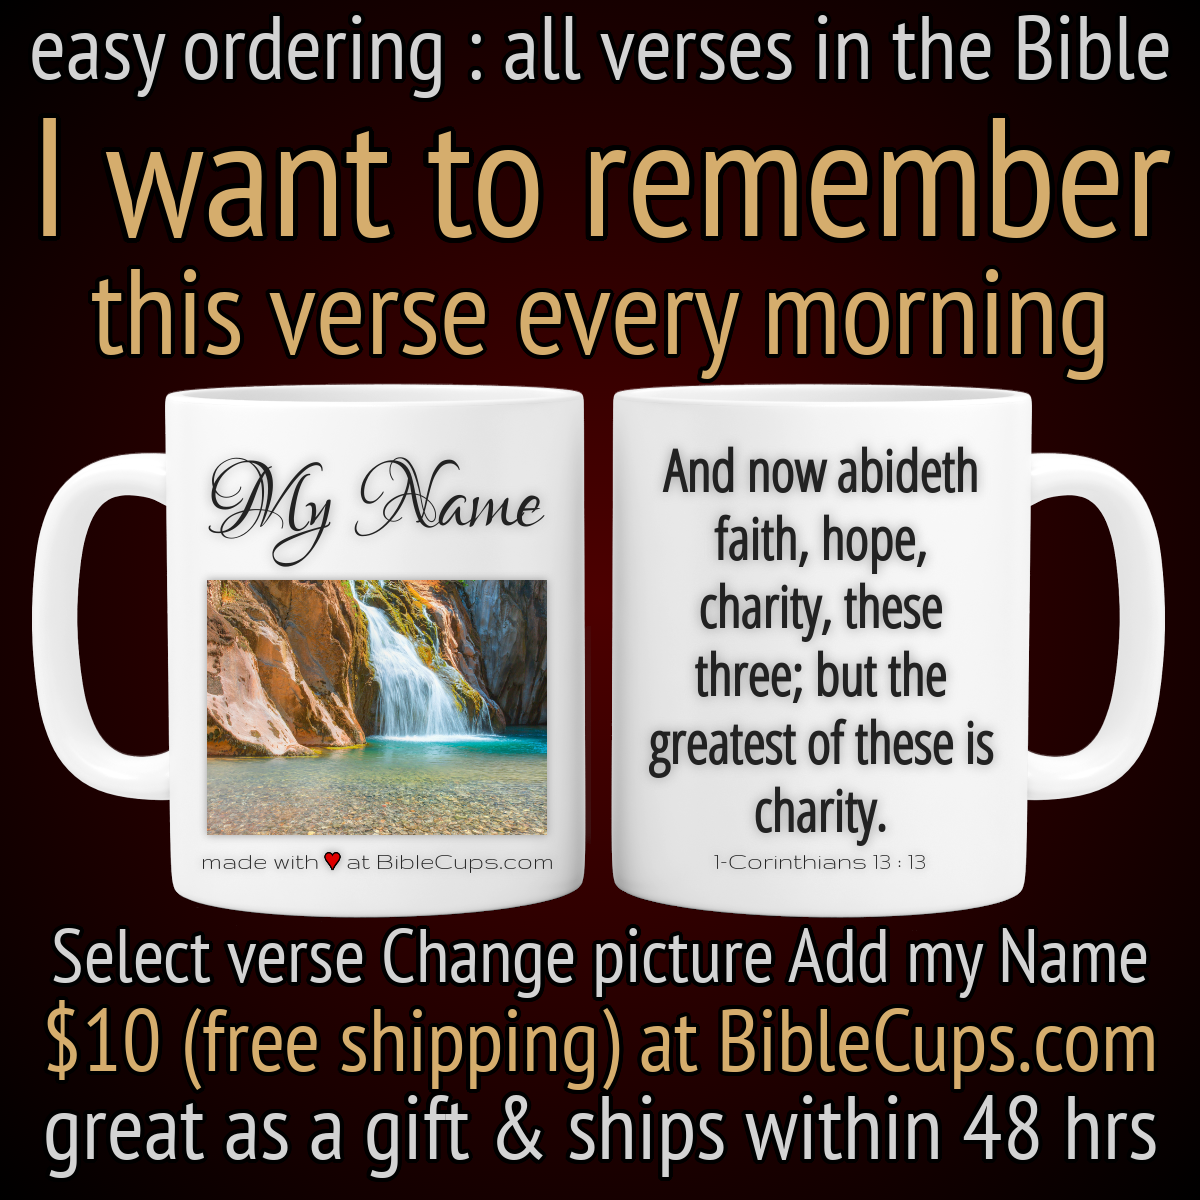 easy ordering : all verses in the Bible
I want to remember
this verse every morning
My Name
made with ♥ at BibleCups.com
And now abideth
faith, hope,
charity, these
three; but the
greatest of these is
charity.
1-Corinthians 13 : 13
Select verse Change picture Add my Name
$10 (free shipping) at BibleCups.com
great as a gift & ships within 48 hrs